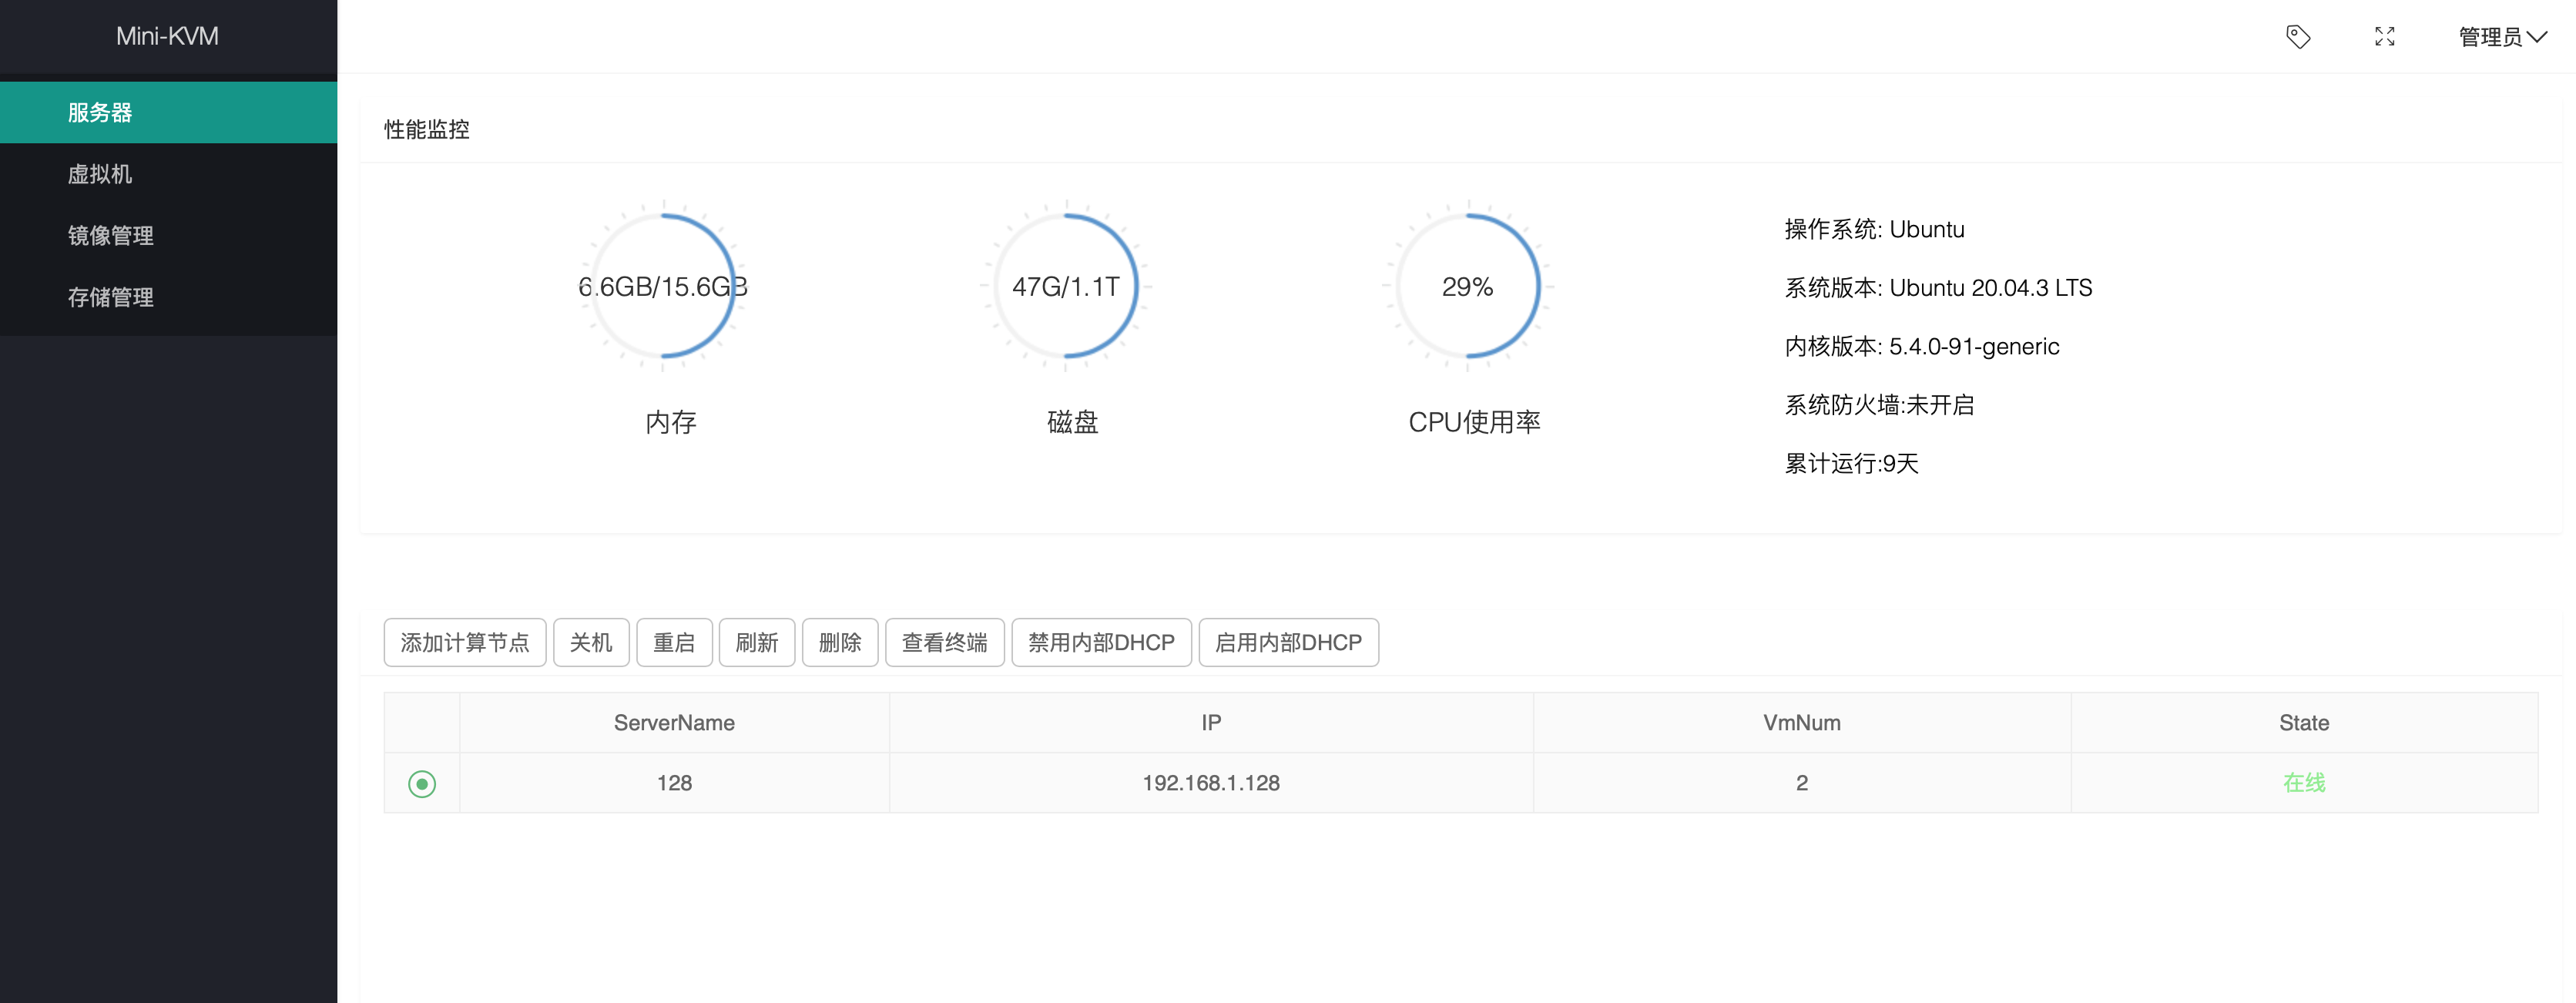 Mini-KVM
管理员
服务器
虚拟机
镜像管理
存储管理
性能监控
6.6GB/15.6GB
内存
47G/1.1T
磁盘
29%
CPU使用率
操作系统: Ubuntu
系统版本: Ubuntu 20.04.3 LTS
内核版本: 5.4.0-91-generic
系统防火墙:未开启
累计运行:9天
添加计算节点 关机 重启 刷新 删除 查看终端 禁用内部DHCP 启用内部DHCP
ServerName IP VmNum State
128 192.168.1.128 2 在线